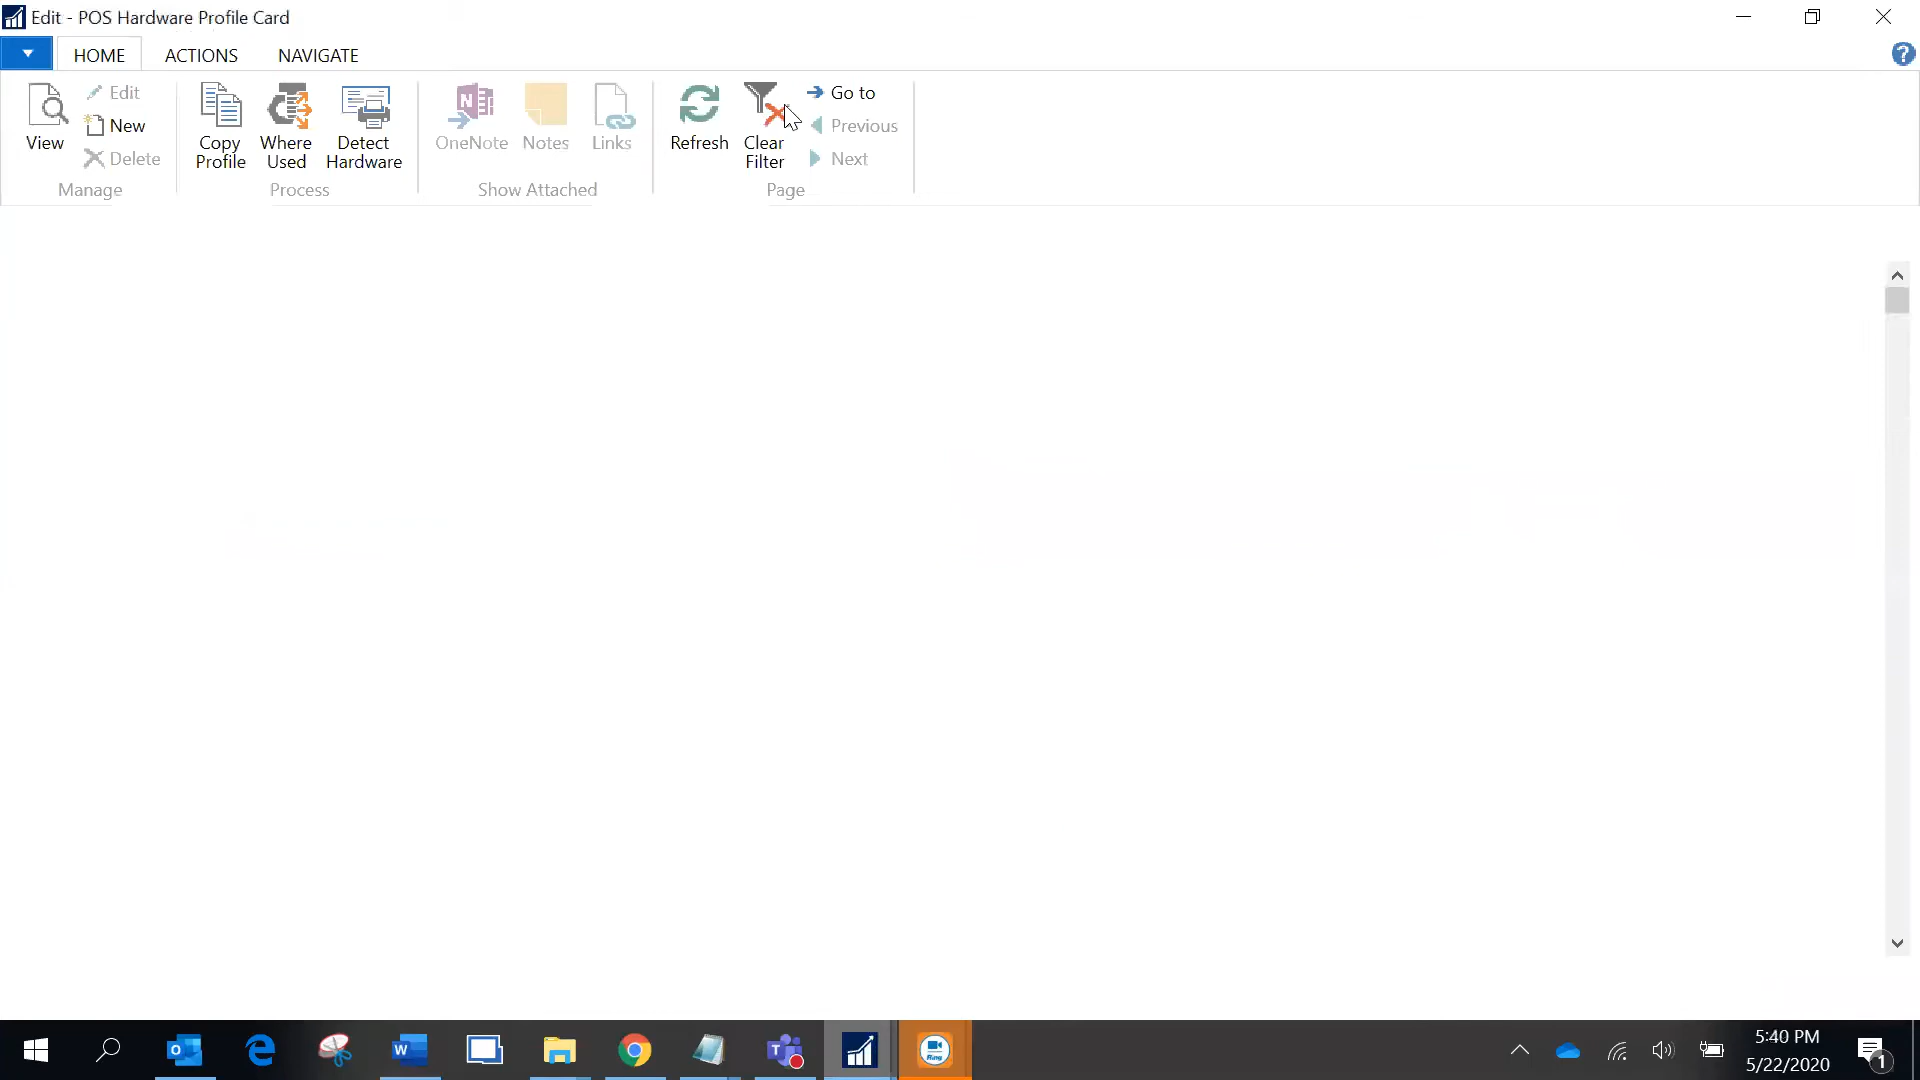 Edit - POS Hardware Profile Card
HOME ACTIONS NAVIGATE
View
Edit
New
Delete
Manage
Copy Profile
Where Used
Detect Hardware
Process
OneNote
Notes
Links
Show Attached
Refresh
Clear Filter
Go to
Previous
Next
Page
5:40 PM
5/22/2020
1